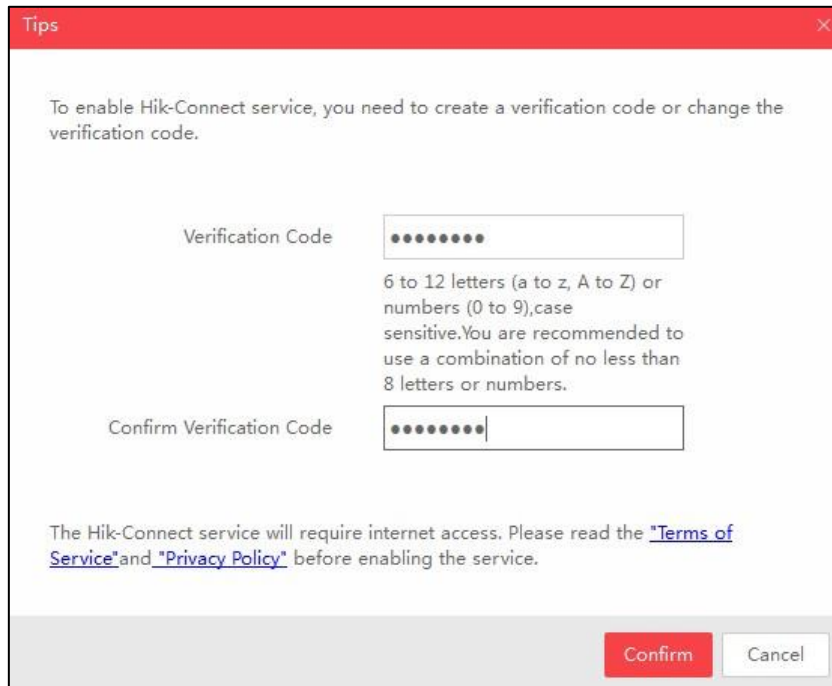 Tips
To enable Hik-Connect service, you need to create a verification code or change the
verification code.
Verification Code
6 to 12 letters (a to z, A to Z) or
numbers (0 to 9),case
sensitive.You are recommended to
use a combination of no less than
8 letters or numbers.
Confirm Verification Code
The Hik-Connect service will require internet access. Please read the "Terms of
Service"and "Privacy Policy" before enabling the service.
Confirm Cancel